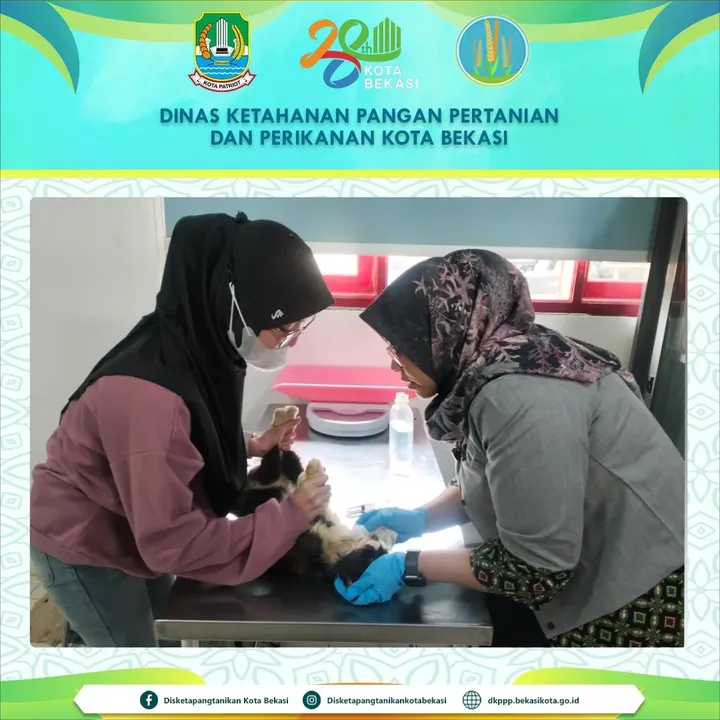 KOTA PATRIOT
28th
KOTA
BEKASI
DINAS KETAHANAN PANGAN PERTANIAN
DAN PERIKANAN KOTA BEKASI
Disketapangtanikan Kota Bekasi
Disketapangtanikankotabekasi
dkppp.bekasikota.go.id